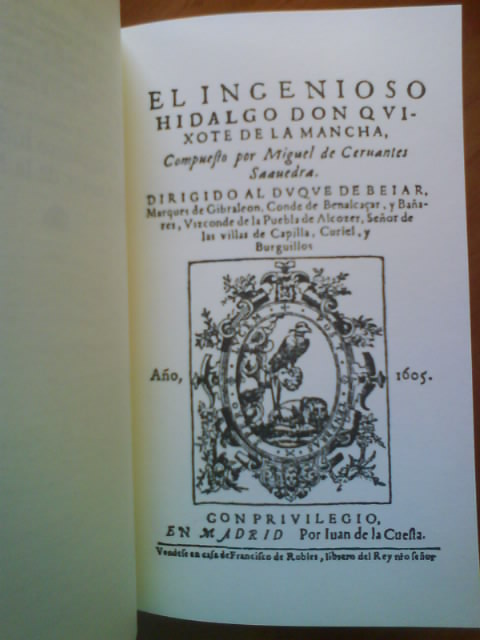 EL INGENIOSO
HIDALGO DON QVI-
XOTE DE LA MANCHA,
Compuesto por Miguel de Ceruantes
Saauedra.
DIRIGIDO AL DVQVE DE BEIAR,
Marques de Gibraleon, Conde de Benalcaçar, y Baña-
res, Vizconde de la Puebla de Alcozer, Señor de
las villas de Capilla, Curiel, y
Burguillos
Año, 1605.
CON PRIVILEGIO,
EN MADRID Por Iuan de la Cuesta.
Vendese en casa de Francisco de Robles, librero del Rey nro señor